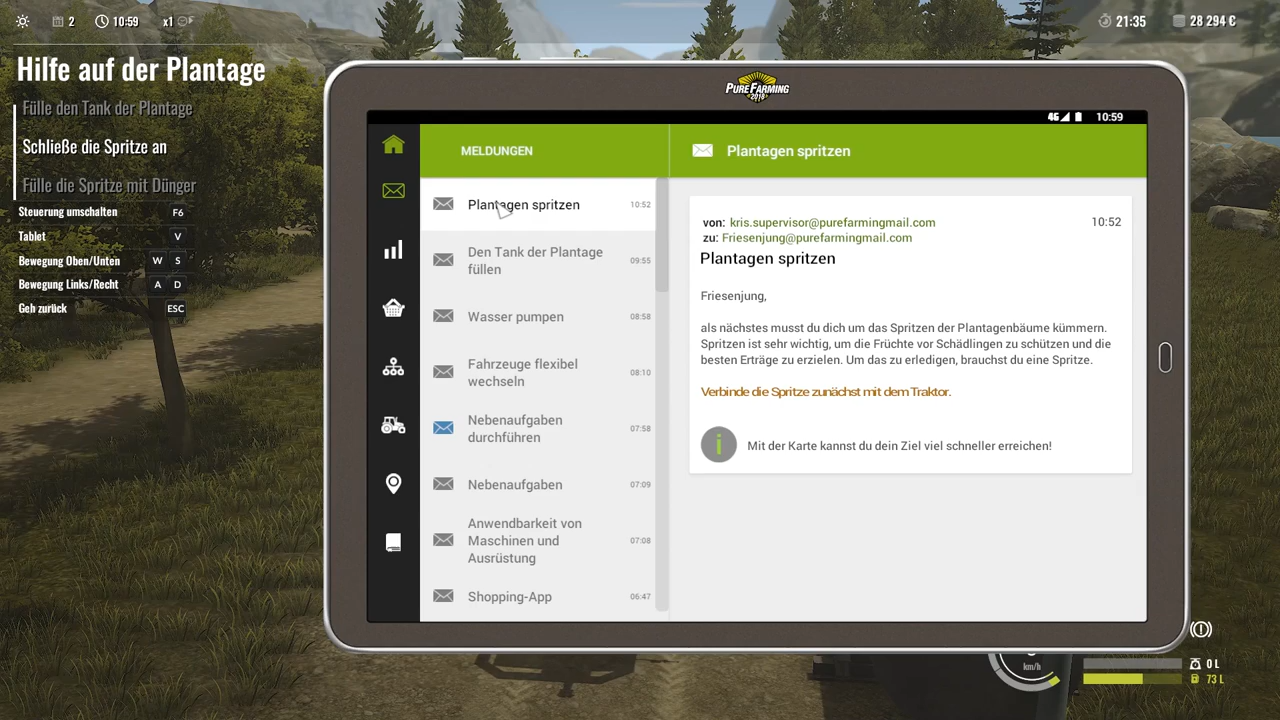 2
10:59
x1
21:35
28 294 €
Hilfe auf der Plantage
Fülle den Tank der Plantage
Schließe die Spritze an
Fülle die Spritze mit Dünger
Steuerung umschalten F6
Tablet V
Bewegung Oben/Unten W S
Bewegung Links/Recht A D
Geh zurück ESC
PURE FARMING
2018
4G 10:59
MELDUNGEN
Plantagen spritzen 10:52
Den Tank der Plantage
füllen 09:55
Wasser pumpen 08:58
Fahrzeuge flexibel
wechseln 08:10
Nebenaufgaben
durchführen 07:58
Nebenaufgaben 07:09
Anwendbarkeit von
Maschinen und
Ausrüstung 07:08
Shopping-App 06:47
Plantagen spritzen
von: kris.supervisor@purefarmingmail.com 10:52
zu: Friesenjung@purefarmingmail.com
Plantagen spritzen
Friesenjung,
als nächstes musst du dich um das Spritzen der Plantagenbäume kümmern.
Spritzen ist sehr wichtig, um die Früchte vor Schädlingen zu schützen und die
besten Erträge zu erzielen. Um das zu erledigen, brauchst du eine Spritze.
Verbinde die Spritze zunächst mit dem Traktor.
Mit der Karte kannst du dein Ziel viel schneller erreichen!
km/h
0 L
73 L